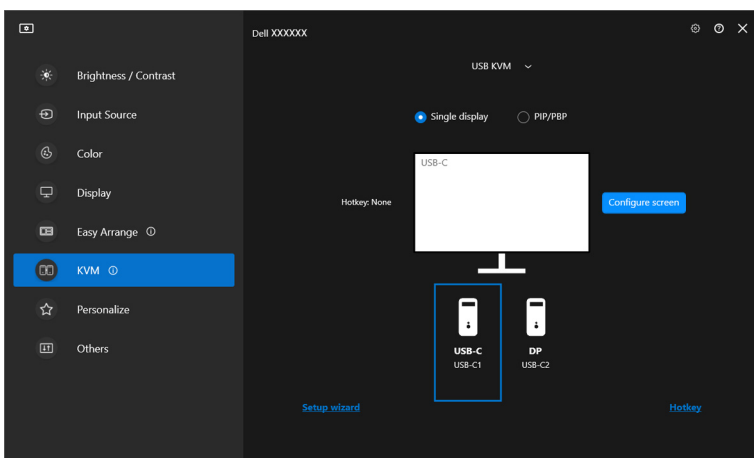 Dell XXXXXX
Brightness / Contrast
Input Source
Color
Display
Easy Arrange
KVM
Personalize
Others
USB KVM
Single display
PIP/PBP
USB-C
Hotkey: None
Configure screen
USB-C
USB-C1
DP
USB-C2
Setup wizard
Hotkey